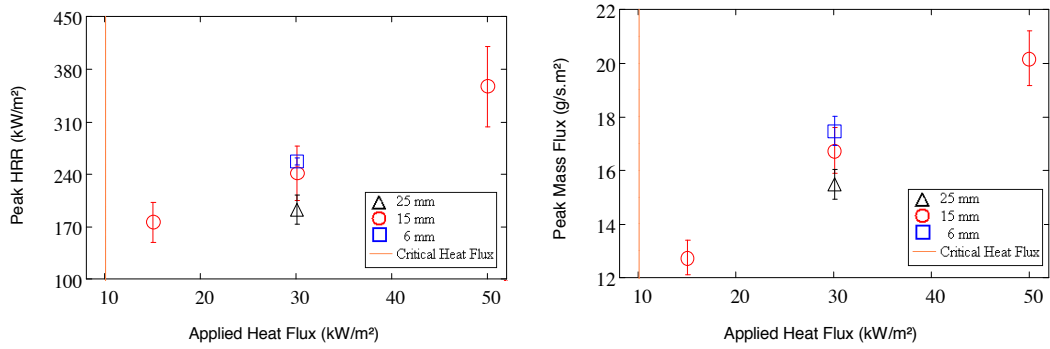 450
380
310
240
170
100
Peak HRR (kW/m²)
25 mm
15 mm
6 mm
Critical Heat Flux
10
20
30
40
50
Applied Heat Flux (kW/m²)
22
20
18
16
14
12
Peak Mass Flux (g/s.m²)
25 mm
15 mm
6 mm
Critical Heat Flux
10
20
30
40
50
Applied Heat Flux (kW/m²)